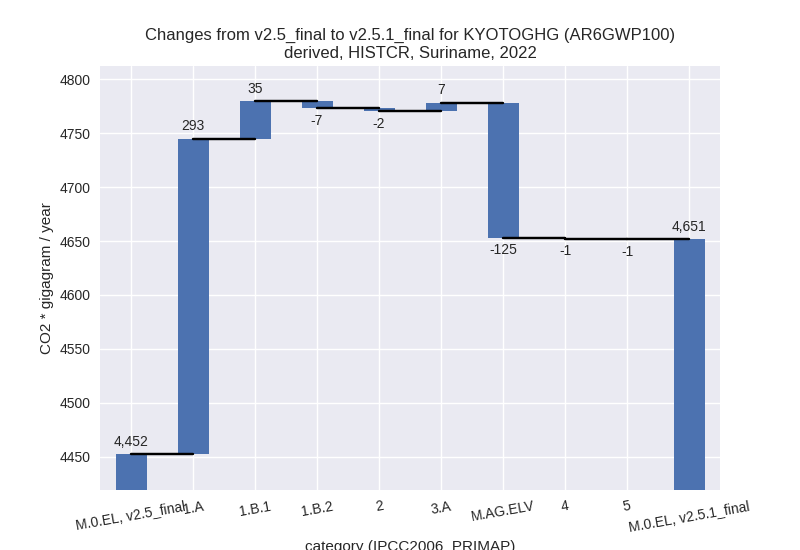 Changes from v2.5_final to v2.5.1_final for KYOTOGHG (AR6GWP100)
derived, HISTCR, Suriname, 2022
CO2 * gigagram / year
4800
4750
4700
4650
4600
4550
4500
4450
4,452
293
35
-7
-2
7
-125
-1
-1
4,651
M.0.EL, v2.5_final
1.A
1.B.1
1.B.2
2
3.A
M.AG.ELV
4
5
M.0.EL, v2.5.1_final
category (IPCC2006_PRIMAP)